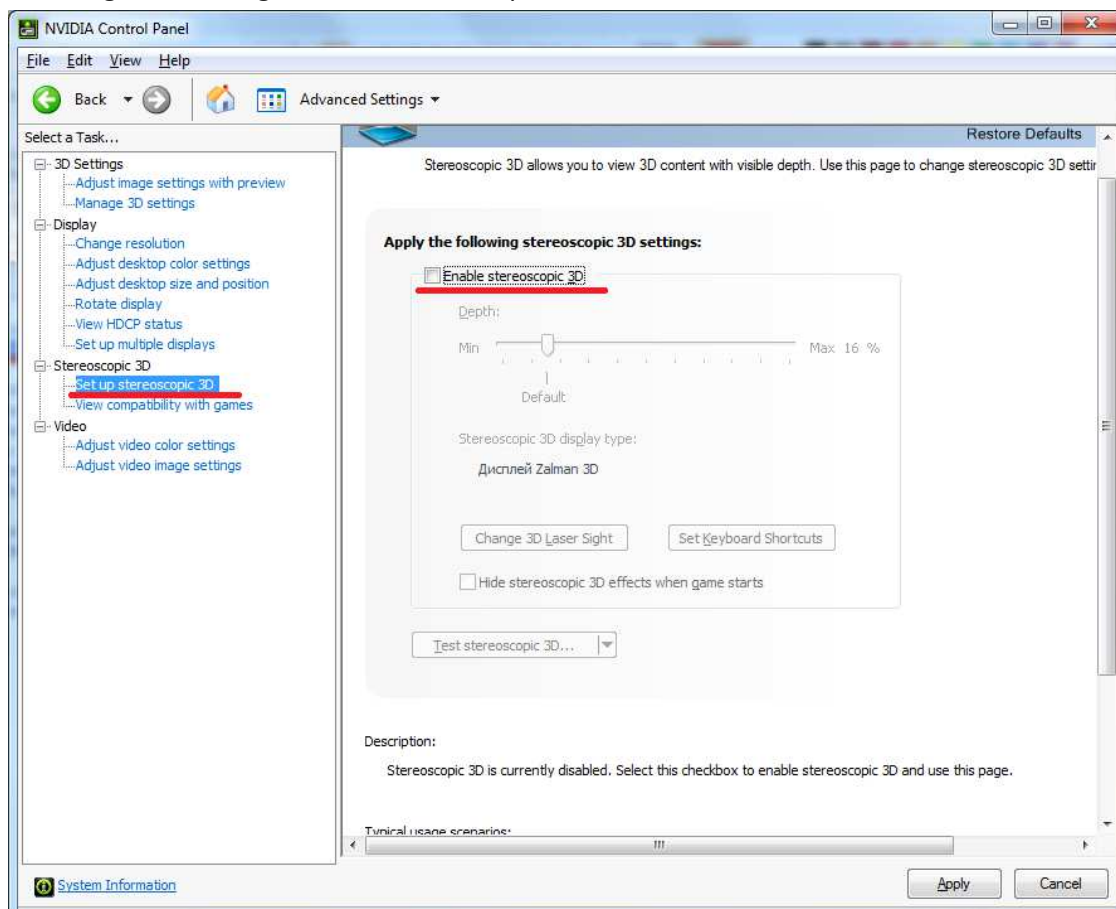 NVIDIA Control Panel
File Edit View Help
Back Advanced Settings
Select a Task...
3D Settings
Adjust image settings with preview
Manage 3D settings
Display
Change resolution
Adjust desktop color settings
Adjust desktop size and position
Rotate display
View HDCP status
Set up multiple displays
Stereoscopic 3D
Set up stereoscopic 3D
View compatibility with games
Video
Adjust video color settings
Adjust video image settings
System Information
Restore Defaults
Stereoscopic 3D allows you to view 3D content with visible depth. Use this page to change stereoscopic 3D settin
Apply the following stereoscopic 3D settings:
Enable stereoscopic 3D
Depth:
Min Max 16 %
Default
Stereoscopic 3D display type:
Дисплей Zalman 3D
Change 3D Laser Sight Set Keyboard Shortcuts
Hide stereoscopic 3D effects when game starts
Test stereoscopic 3D...
Description:
Stereoscopic 3D is currently disabled. Select this checkbox to enable stereoscopic 3D and use this page.
Typical usage scenarios:
Apply Cancel